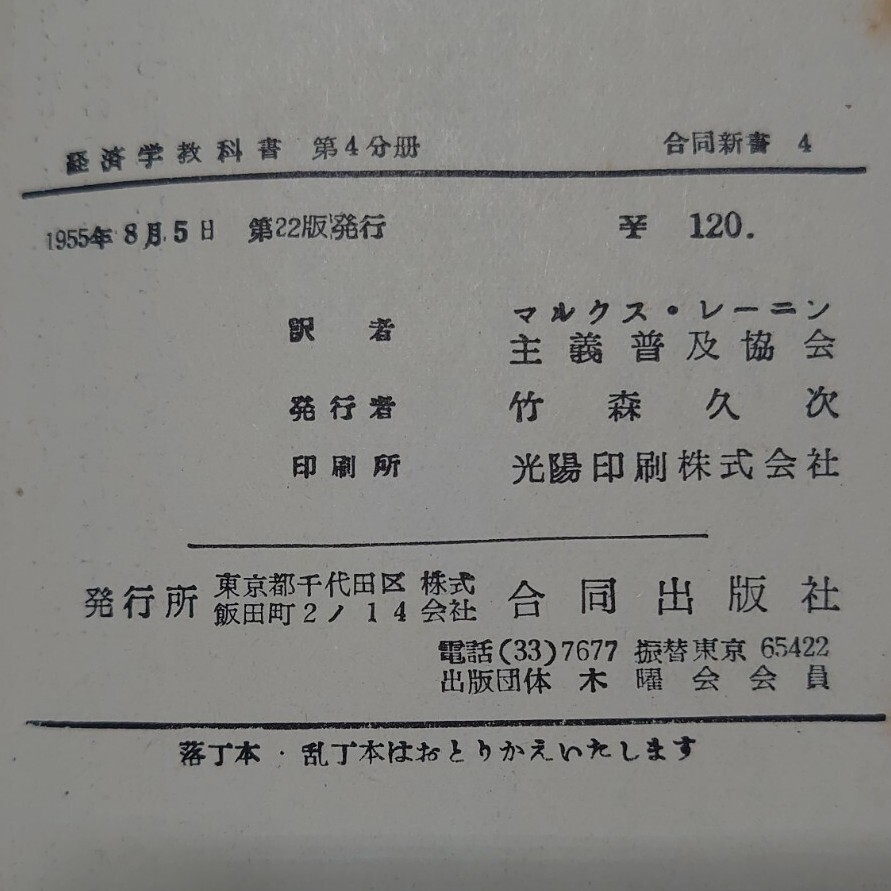 経済学教科書 第4分册 合同新書 4
1955年8月5日 第22版発行 ¥ 120.
訳者 マルクス・レーニン
主義普及協会
発行者 竹森久次
印刷所 光陽印刷株式会社
発行所 東京都千代田区 株式 合同出版社
飯田町2ノ14 会社
電話(33)7677 振替東京 65422
出版団体 木曜会会員
落丁本・乱丁本はおとりかえいたします